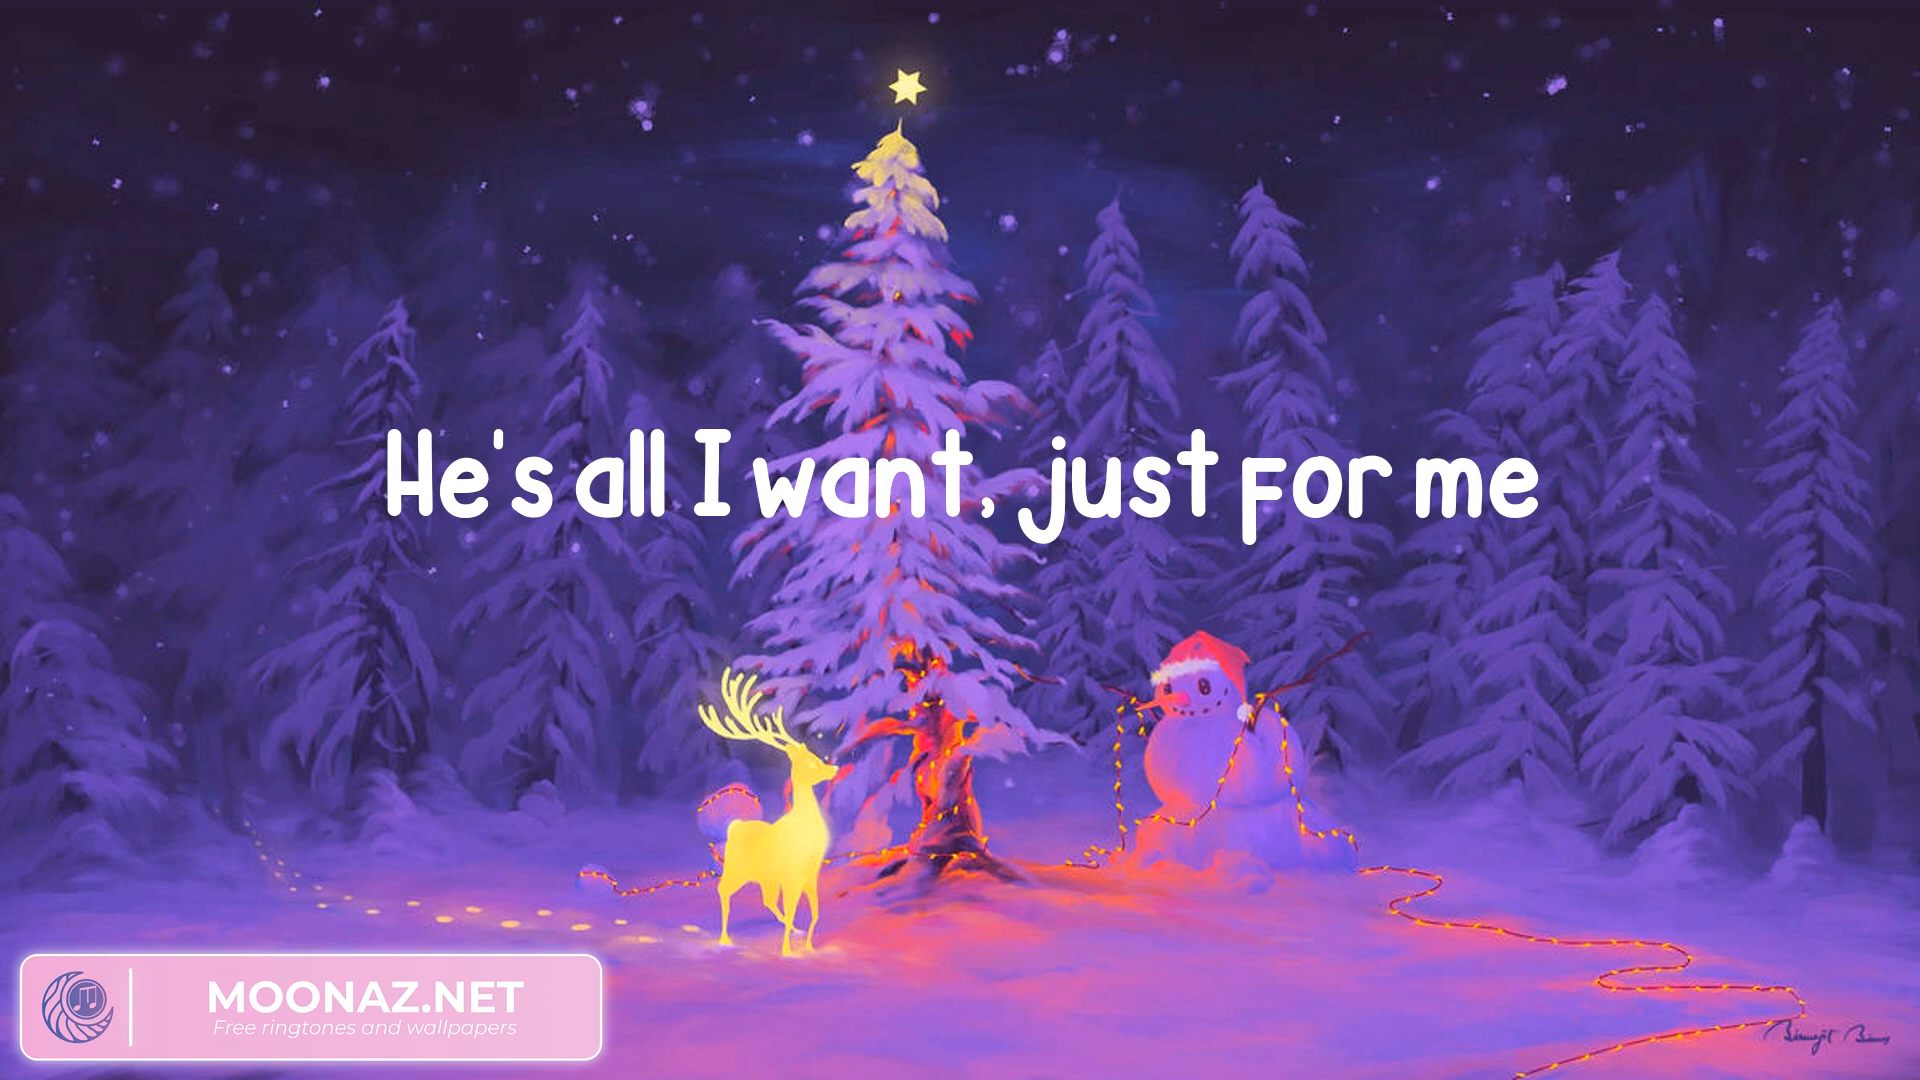 He's all I want, just for me
MOONAZ.NET
Free ringtones and wallpapers